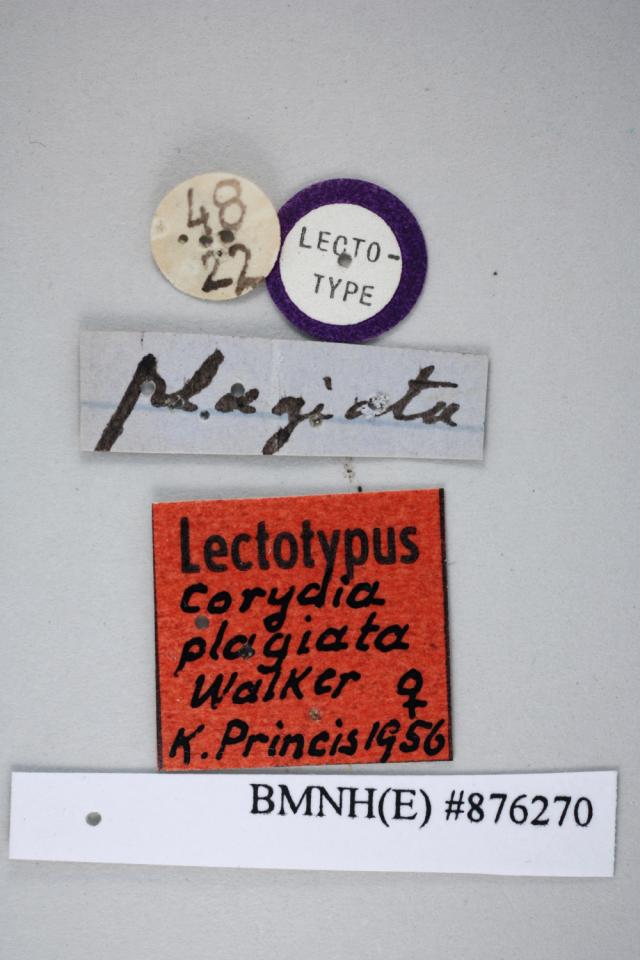 48
22
LECTO-
TYPE
plagiata
Lectotypus
Corydia
plagiata
Walker ♀
K. Princis 1956
BMNH(E) #876270